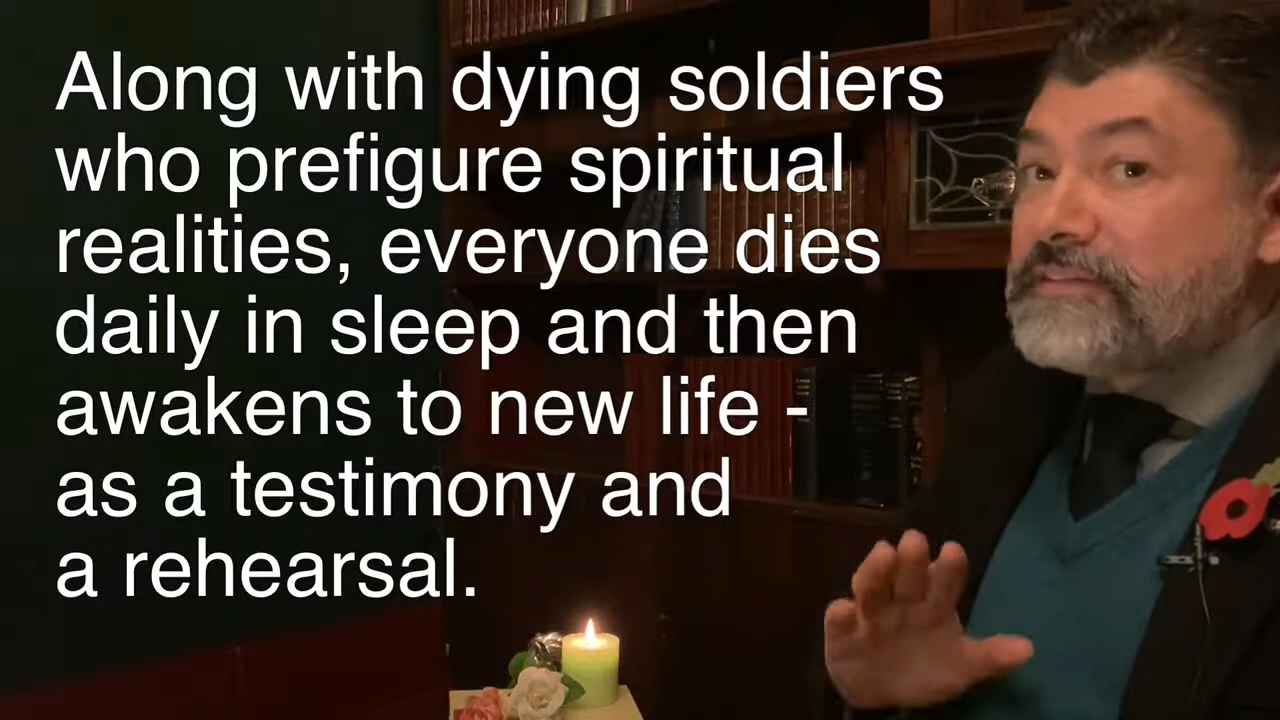 Along with dying soldiers
who prefigure spiritual
realities, everyone dies
daily in sleep and then
awakens to new life -
as a testimony and
a rehearsal.